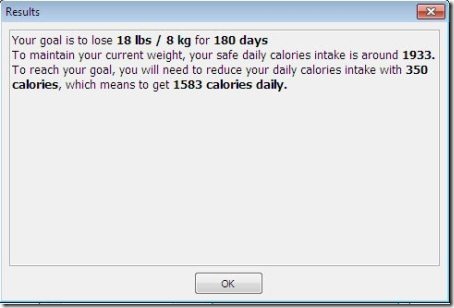 Results
Your goal is to lose 18 lbs / 8 kg for 180 days
To maintain your current weight, your safe daily calories intake is around 1933.
To reach your goal, you will need to reduce your daily calories intake with 350
calories, which means to get 1583 calories daily.
OK